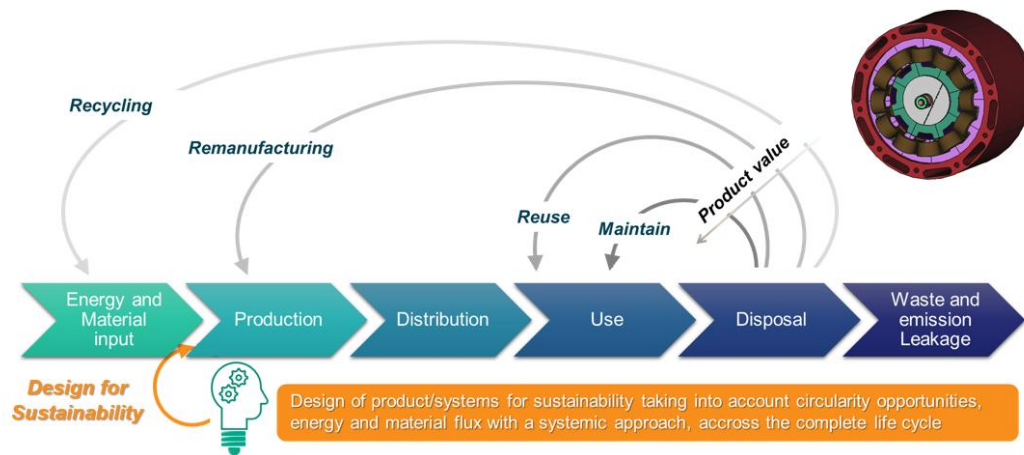 Recycling
Remanufacturing
Reuse
Maintain
Product value
Energy and
Material
input
Production
Distribution
Use
Disposal
Waste and
emission
Leakage
Design for
Sustainability
Design of product/systems for sustainability taking into account circularity opportunities,
energy and material flux with a systemic approach, accross the complete life cycle